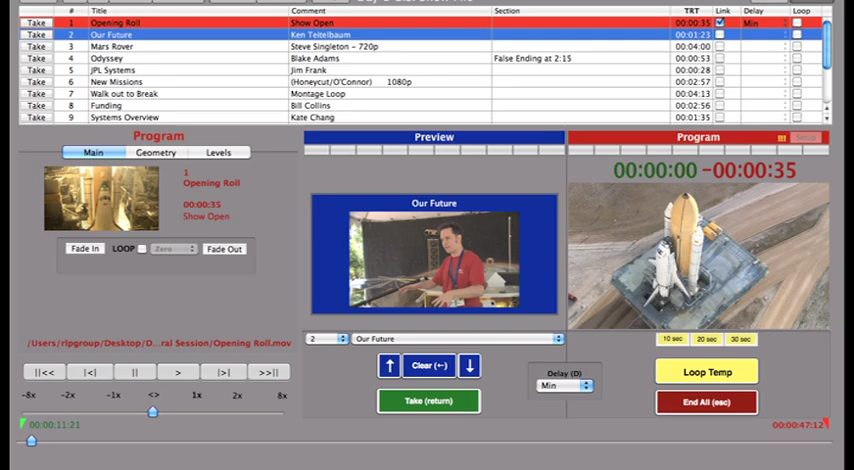 # Title Comment Section TRT Link Delay Loop
Take 1 Opening Roll Show Open 00:00:35 Min
Take 2 Our Future Ken Teitelbaum 00:01:23
Take 3 Mars Rover Steve Singleton - 720p 00:04:00
Take 4 Odyssey Blake Adams False Ending at 2:15 00:00:53
Take 5 JPL Systems Jim Frank 00:00:28
Take 6 New Missions (Honeycut/O'Connor) 1080p 00:02:57
Take 7 Walk out to Break Montage Loop 00:04:13
Take 8 Funding Bill Collins 00:02:56
Take 9 Systems Overview Kate Chang 00:01:35
Program
Main Geometry Levels
1
Opening Roll
00:00:35
Show Open
Fade In LOOP Zero Fade Out
/Users/rlpgroup/Desktop/D...ral Session/Opening Roll.mov
||<< |<| || > |>| >>||
-8x -2x -1x <> 1x 2x 8x
00:00:11:21
Preview
Our Future
2 Our Future
↑ Clear (←) ↓
Take (return)
Delay (D)
Min
Program !!! Setup
00:00:00 -00:00:35
10 sec 20 sec 30 sec
Loop Temp
End All (esc)
00:00:47:12